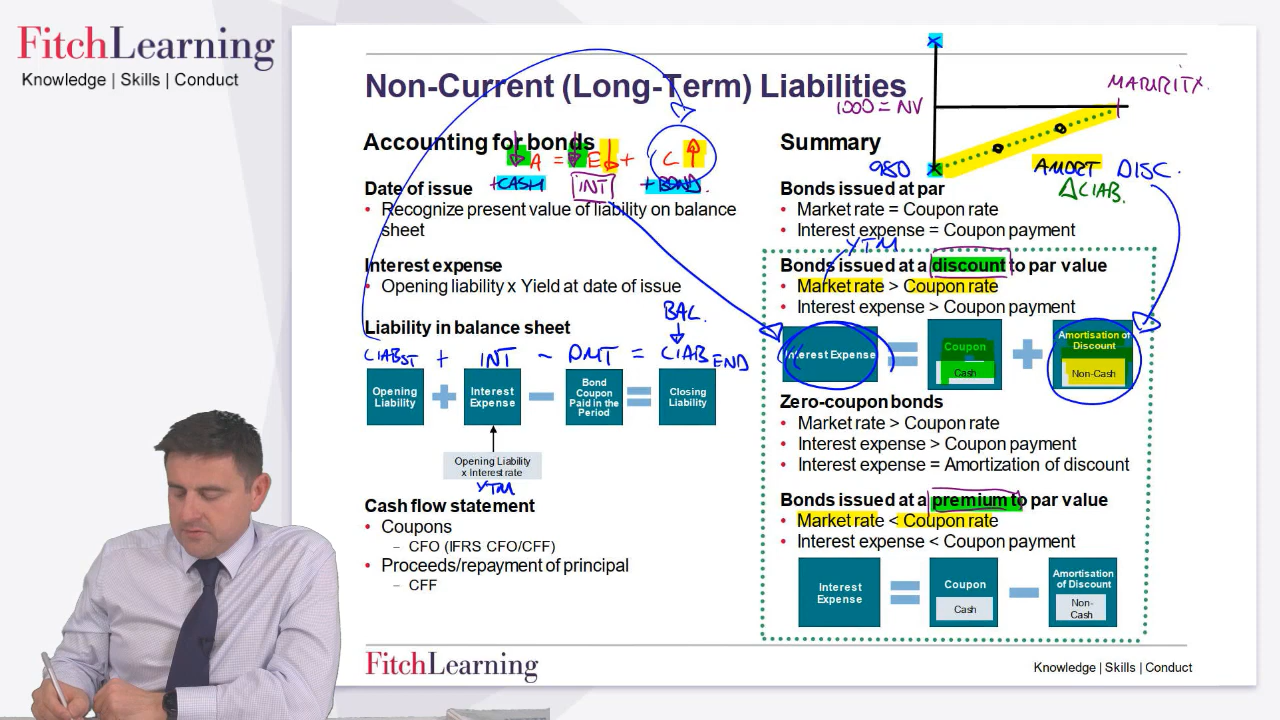 FitchLearning
Knowledge | Skills | Conduct
Non-Current (Long-Term) Liabilities
1000 = NV
MATURITY.
Accounting for bonds
↓A = ↓E↓ + L↑
+CASH INT +BOND.
Date of issue
• Recognize present value of liability on balance
sheet
Interest expense
• Opening liability x Yield at date of issue
BAL.
Liability in balance sheet
LIAB ST + INT - PMT = LIAB END
Opening
Liability
Interest
Expense
Bond
Coupon
Paid in the
Period
Closing
Liability
Opening Liability
x Interest rate
YTM
Cash flow statement
• Coupons
– CFO (IFRS CFO/CFF)
• Proceeds/repayment of principal
– CFF
Summary
980
AMORT DISC.
ΔLIAB.
Bonds issued at par
• Market rate = Coupon rate
• Interest expense = Coupon payment
YTM
Bonds issued at a discount to par value
• Market rate > Coupon rate
• Interest expense > Coupon payment
Interest Expense
=
Coupon
Cash
+
Amortisation of
Discount
Non-Cash
Zero-coupon bonds
• Market rate > Coupon rate
• Interest expense > Coupon payment
• Interest expense = Amortization of discount
Bonds issued at a premium to par value
• Market rate < Coupon rate
• Interest expense < Coupon payment
Interest
Expense
=
Coupon
Cash
-
Amortisation
of Discount
Non-
Cash
FitchLearning
Knowledge | Skills | Conduct